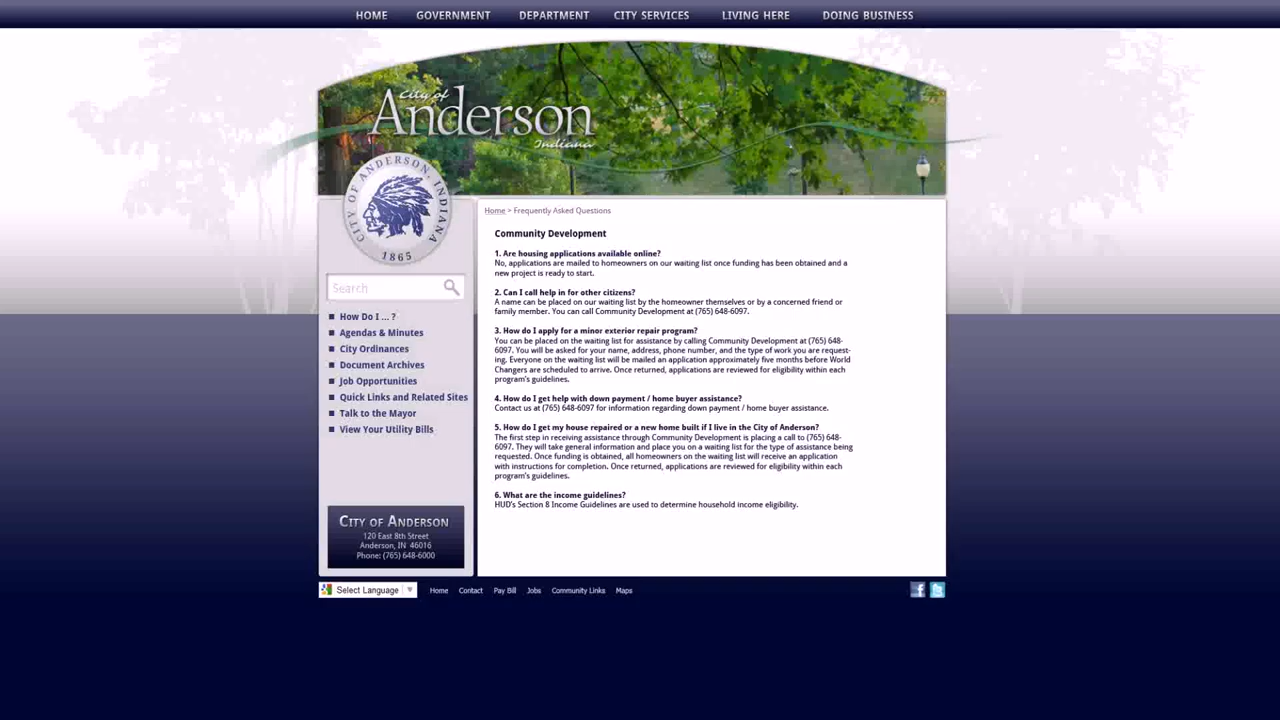 HOME GOVERNMENT DEPARTMENT CITY SERVICES LIVING HERE DOING BUSINESS
City of
Anderson
Indiana
CITY OF ANDERSON, INDIANA
1865
Search
How Do I ... ?
Agendas & Minutes
City Ordinances
Document Archives
Job Opportunities
Quick Links and Related Sites
Talk to the Mayor
View Your Utility Bills
City of Anderson
120 East 8th Street
Anderson, IN 46016
Phone: (765) 648-6000
Home > Frequently Asked Questions
Community Development
1. Are housing applications available online?
No, applications are mailed to homeowners on our waiting list once funding has been obtained and a
new project is ready to start.
2. Can I call help in for other citizens?
A name can be placed on our waiting list by the homeowner themselves or by a concerned friend or
family member. You can call Community Development at (765) 648-6097.
3. How do I apply for a minor exterior repair program?
You can be placed on the waiting list for assistance by calling Community Development at (765) 648-
6097. You will be asked for your name, address, phone number, and the type of work you are request-
ing. Everyone on the waiting list will be mailed an application approximately five months before World
Changers are scheduled to arrive. Once returned, applications are reviewed for eligibility within each
program's guidelines.
4. How do I get help with down payment / home buyer assistance?
Contact us at (765) 648-6097 for information regarding down payment / home buyer assistance.
5. How do I get my house repaired or a new home built if I live in the City of Anderson?
The first step in receiving assistance through Community Development is placing a call to (765) 648-
6097. They will take general information and place you on a waiting list for the type of assistance being
requested. Once funding is obtained, all homeowners on the waiting list will receive an application
with instructions for completion. Once returned, applications are reviewed for eligibility within each
program's guidelines.
6. What are the income guidelines?
HUD's Section 8 Income Guidelines are used to determine household income eligibility.
Select Language ▼ Home Contact Pay Bill Jobs Community Links Maps